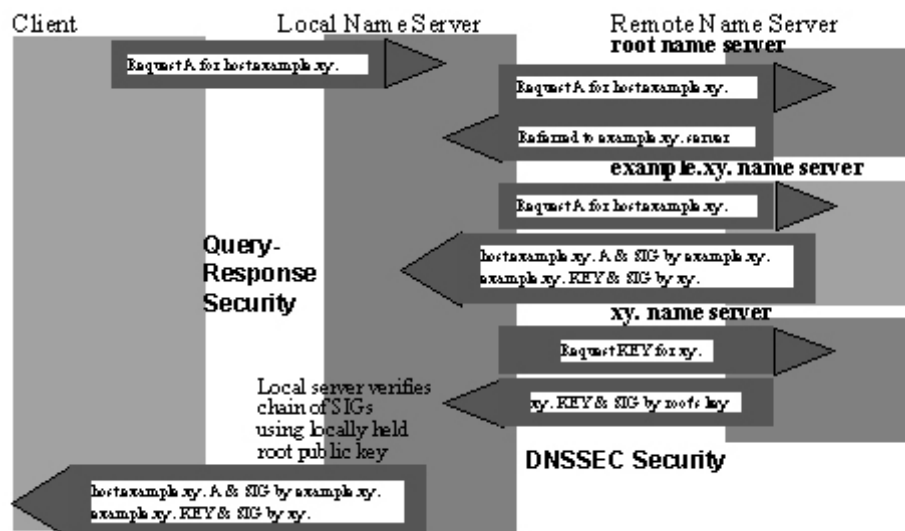 Client
Local Name Server
Remote Name Server
root name server
Request A for host.example.xy.
Request A for host.example.xy.
Referred to example.xy. server
example.xy. name server
Request A for host.example.xy.
Query-
Response
Security
host.example.xy. A & SIG by example.xy.
example.xy. KEY & SIG by xy.
xy. name server
Request KEY for xy.
Local server verifies
chain of SIGs
using locally held
root public key
xy. KEY & SIG by roots key
DNSSEC Security
host.example.xy. A & SIG by example.xy.
example.xy. KEY & SIG by xy.